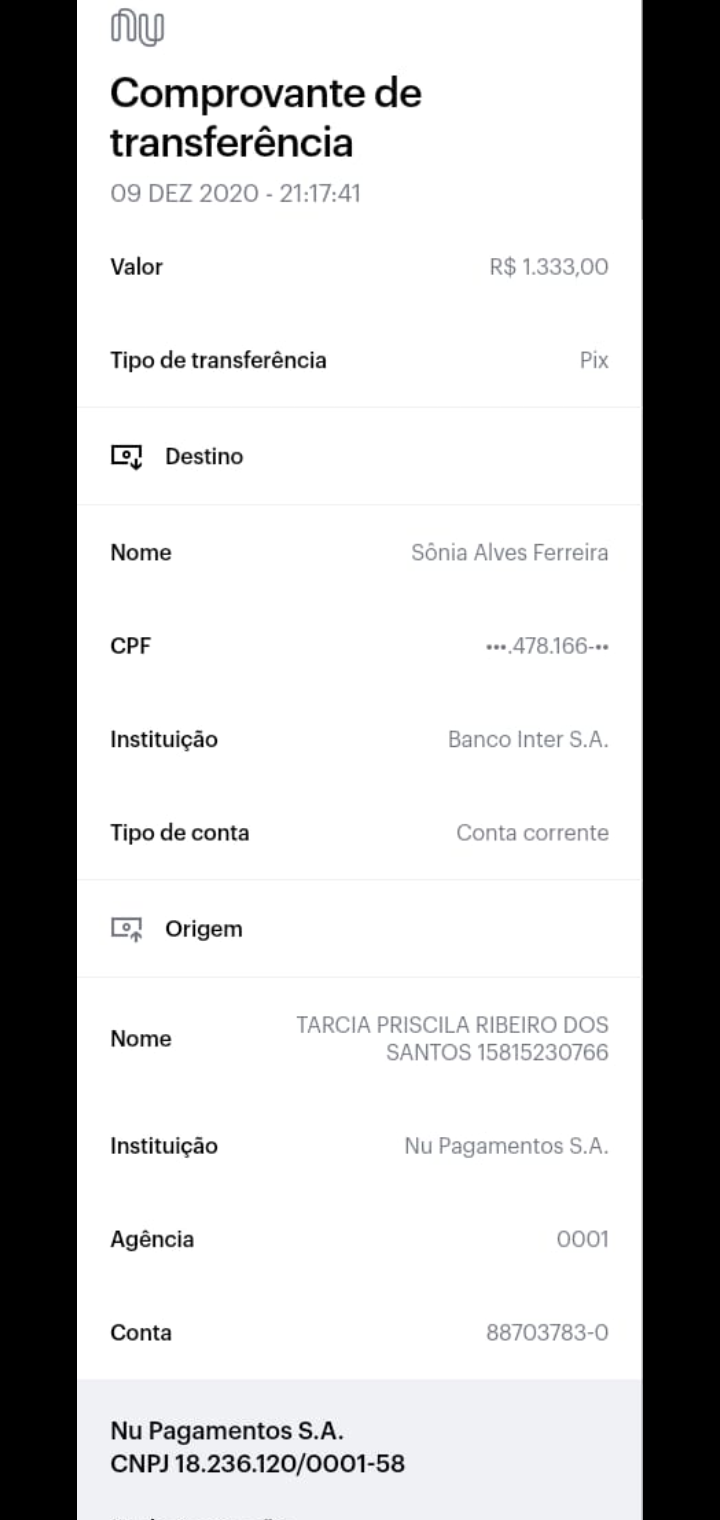 nu
Comprovante de
transferência
09 DEZ 2020 - 21:17:41
Valor R$ 1.333,00
Tipo de transferência Pix
Destino
Nome Sônia Alves Ferreira
CPF •••.478.166-••
Instituição Banco Inter S.A.
Tipo de conta Conta corrente
Origem
Nome TARCIA PRISCILA RIBEIRO DOS
SANTOS 15815230766
Instituição Nu Pagamentos S.A.
Agência 0001
Conta 88703783-0
Nu Pagamentos S.A.
CNPJ 18.236.120/0001-58